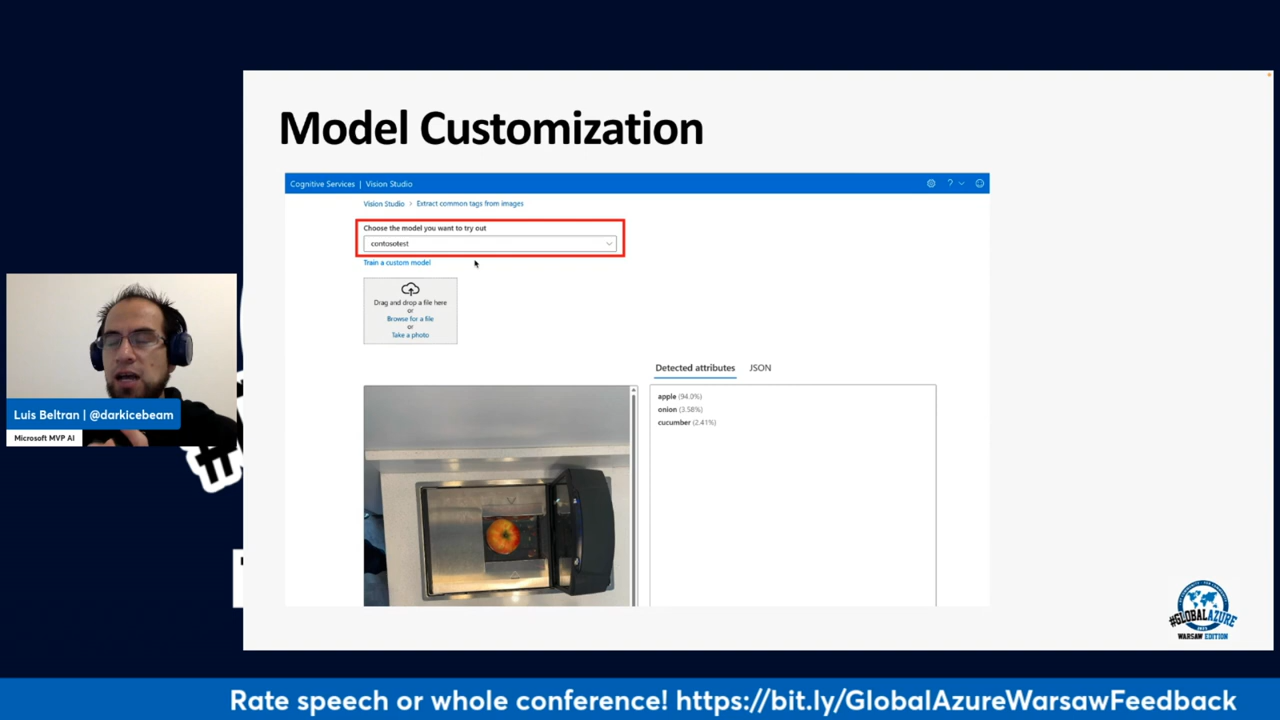 Model Customization
Cognitive Services | Vision Studio
?
Vision Studio > Extract common tags from images
Choose the model you want to try out
contosotest
Train a custom model
Drag and drop a file here
or
Browse for a file
or
Take a photo
Detected attributes JSON
apple (94.0%)
onion (3.58%)
cucumber (2.41%)
Luis Beltran | @darkicebeam
Microsoft MVP AI
#GLOBALAZURE
WARSAW EDITION
Rate speech or whole conference! https://bit.ly/GlobalAzureWarsawFeedback